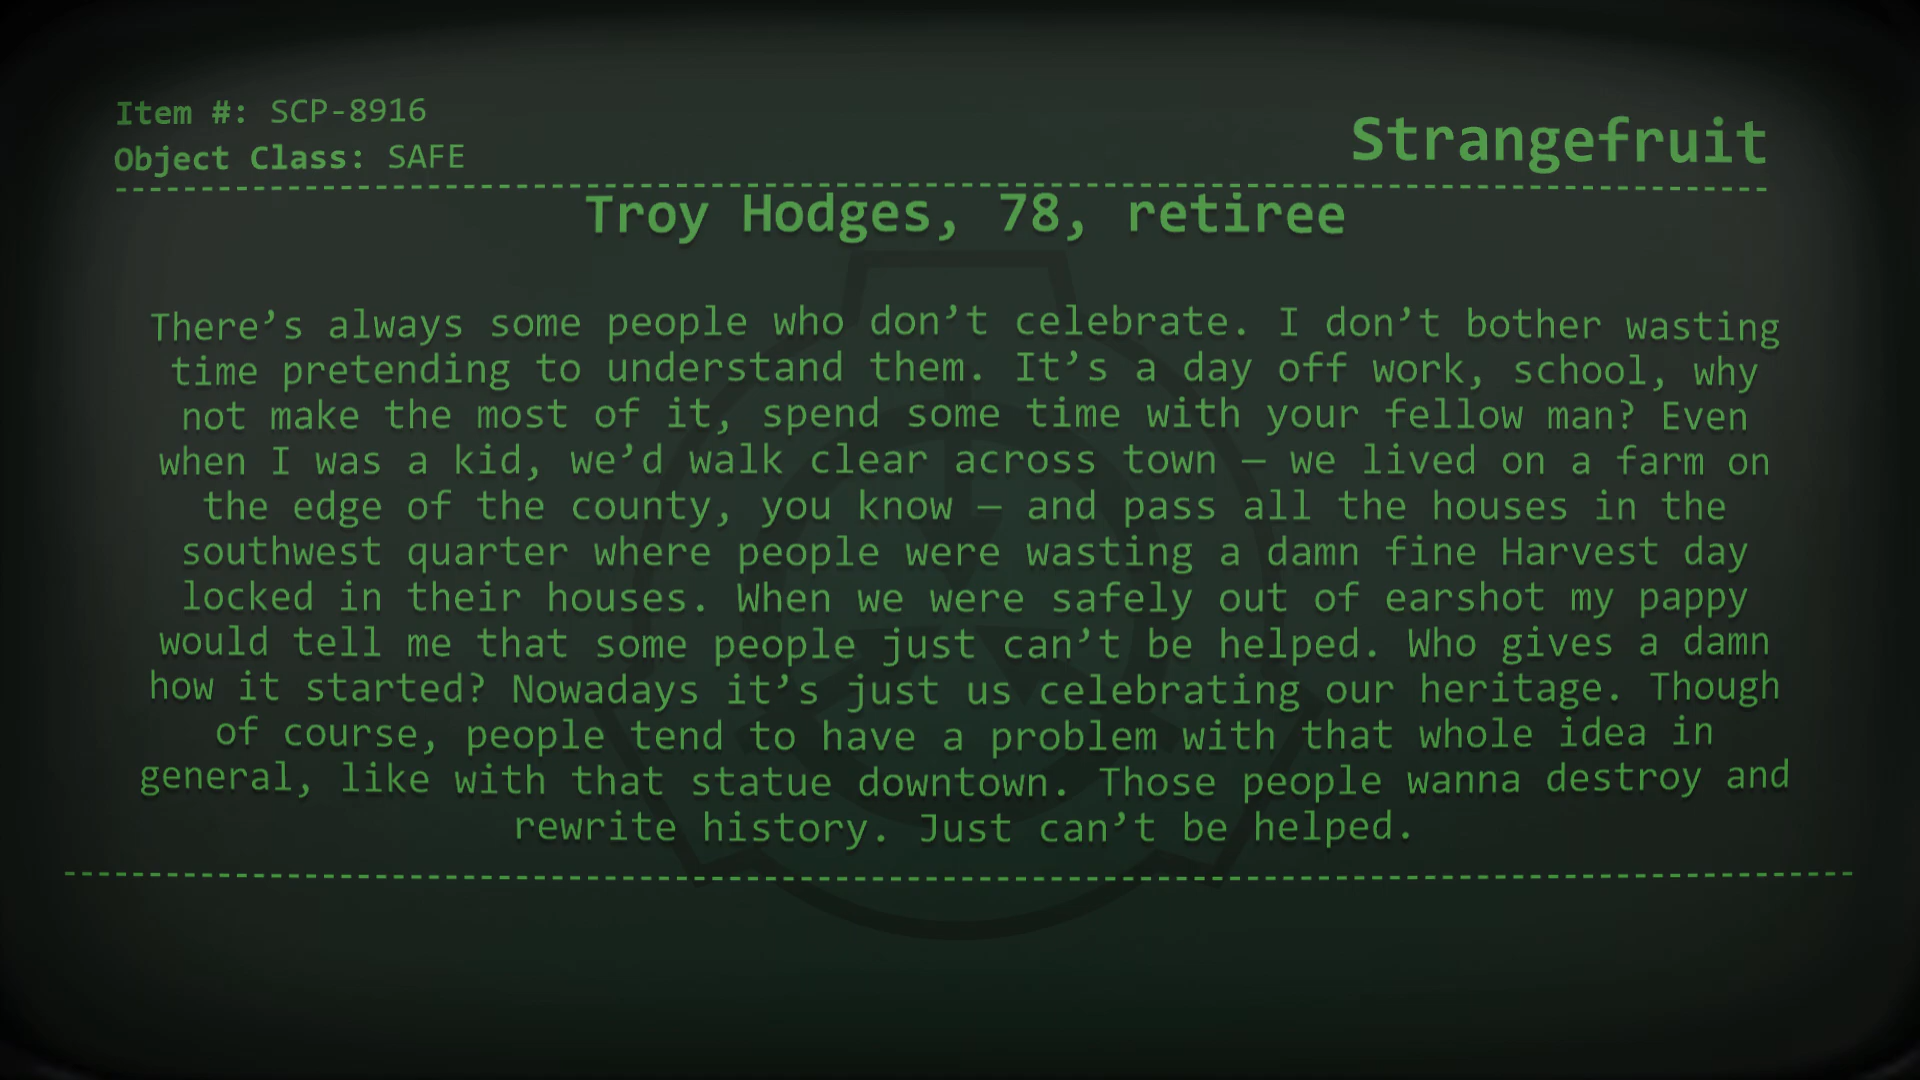 Item #: SCP-8916
Object Class: SAFE
Strangefruit
Troy Hodges, 78, retiree
There’s always some people who don’t celebrate. I don’t bother wasting
time pretending to understand them. It’s a day off work, school, why
not make the most of it, spend some time with your fellow man? Even
when I was a kid, we’d walk clear across town – we lived on a farm on
the edge of the county, you know – and pass all the houses in the
southwest quarter where people were wasting a damn fine Harvest day
locked in their houses. When we were safely out of earshot my pappy
would tell me that some people just can’t be helped. Who gives a damn
how it started? Nowadays it’s just us celebrating our heritage. Though
of course, people tend to have a problem with that whole idea in
general, like with that statue downtown. Those people wanna destroy and
rewrite history. Just can’t be helped.